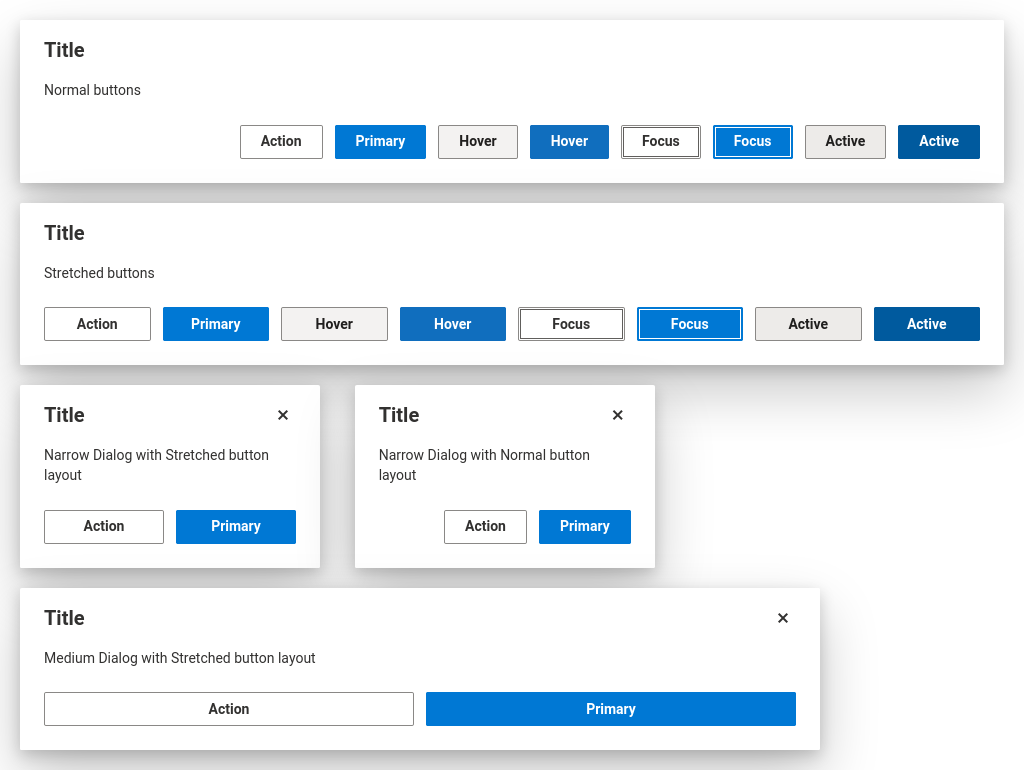 Title
Normal buttons
Action Primary Hover Hover Focus Focus Active Active
Title
Stretched buttons
Action Primary Hover Hover Focus Focus Active Active
Title
Narrow Dialog with Stretched button
layout
Action Primary
Title
Narrow Dialog with Normal button
layout
Action Primary
Title
Medium Dialog with Stretched button layout
Action Primary